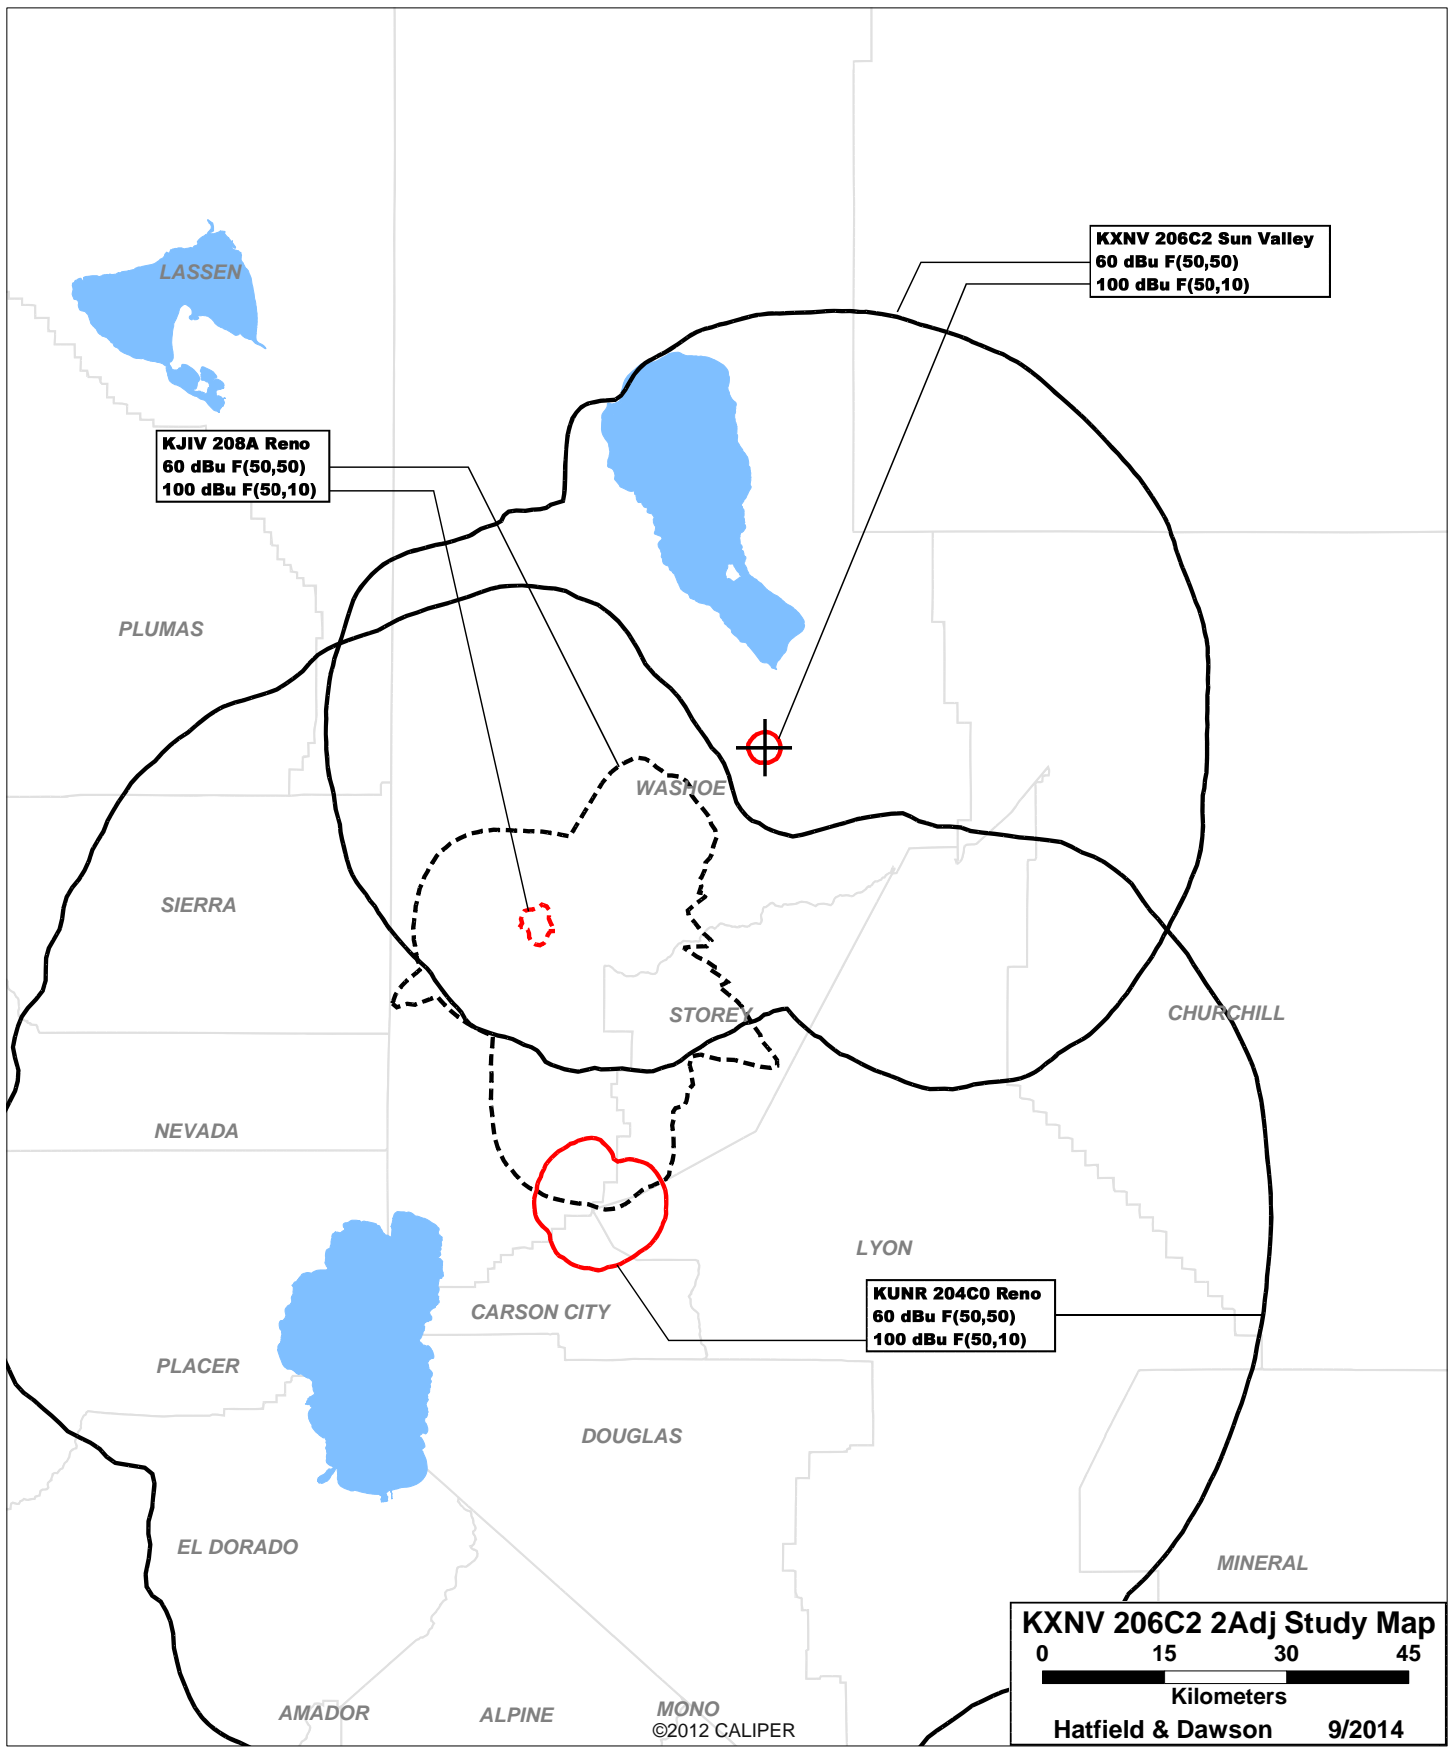 KXNV 206C2 Sun Valley
60 dBu F(50,50)
100 dBu F(50,10)
LASSEN
KJIV 208A Reno
60 dBu F(50,50)
100 dBu F(50,10)
PLUMAS
WASHOE
SIERRA
STOREY
CHURCHILL
NEVADA
LYON
KUNR 204C0 Reno
60 dBu F(50,50)
100 dBu F(50,10)
CARSON CITY
PLACER
DOUGLAS
EL DORADO
MINERAL
AMADOR
ALPINE
MONO
©2012 CALIPER
KXNV 206C2 2Adj Study Map
0 15 30 45
Kilometers
Hatfield & Dawson 9/2014